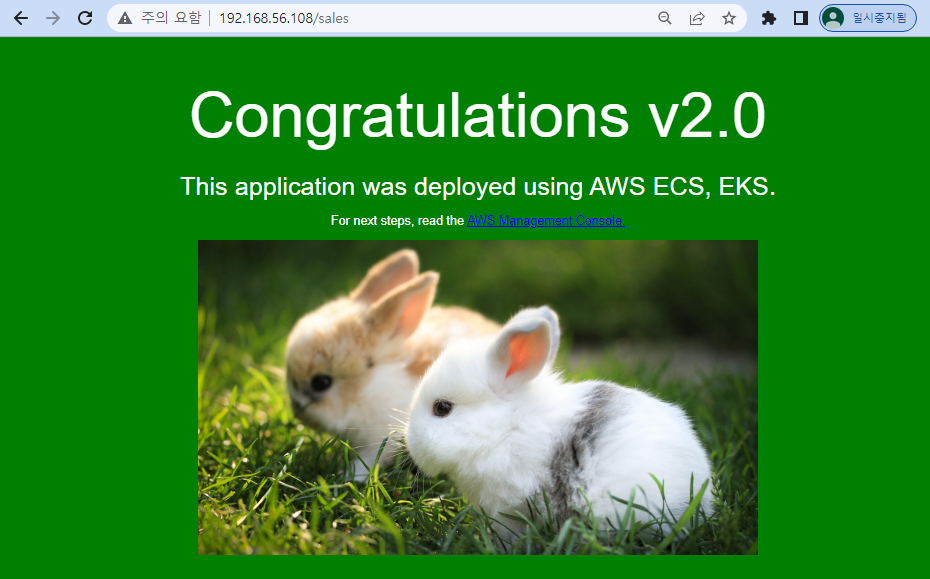 주의 요함 192.168.56.108/sales 일시중지됨
Congratulations v2.0
This application was deployed using AWS ECS, EKS.
For next steps, read the AWS Management Console.